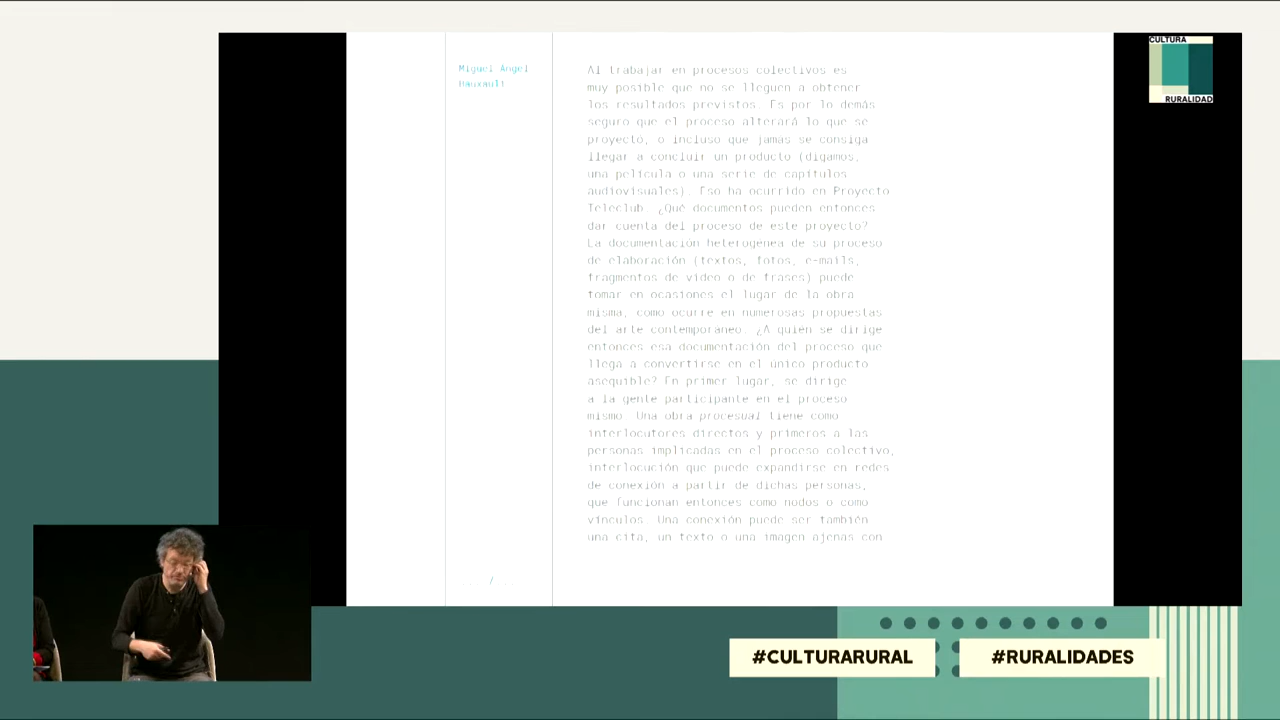 CULTURA
RURALIDAD
Miguel Ángel
Al trabajar en procesos colectivos es
muy posible que no se lleguen a obtener
los resultados previstos. Es por lo demás
seguro que el proceso alterará lo que se
proyectó, o incluso que jamás se consiga
llegar a concluir un producto (digamos,
una película o una serie de capítulos
audiovisuales). Eso ha ocurrido en Proyecto
Teleclub. ¿Qué documentos pueden entonces
dar cuenta del proceso de este proyecto?
La documentación heterogénea de su proceso
de elaboración (textos, fotos, e-mails,
fragmentos de vídeo o de frases) puede
tomar en ocasiones el lugar de la obra
misma, como ocurre en numerosas propuestas
del arte contemporáneo. ¿A quién se dirige
entonces esa documentación del proceso que
llega a convertirse en el único producto
asequible? En primer lugar, se dirige
a la gente participante en el proceso
mismo. Una obra procesual tiene como
interlocutores directos y primeros a las
personas implicadas en el proceso colectivo,
interlocución que puede expandirse en redes
de conexión a partir de dichas personas,
que funcionan entonces como nodos o como
vínculos. Una conexión puede ser también
una cita, un texto o una imagen ajenas con
/
#CULTURARURAL
#RURALIDADES